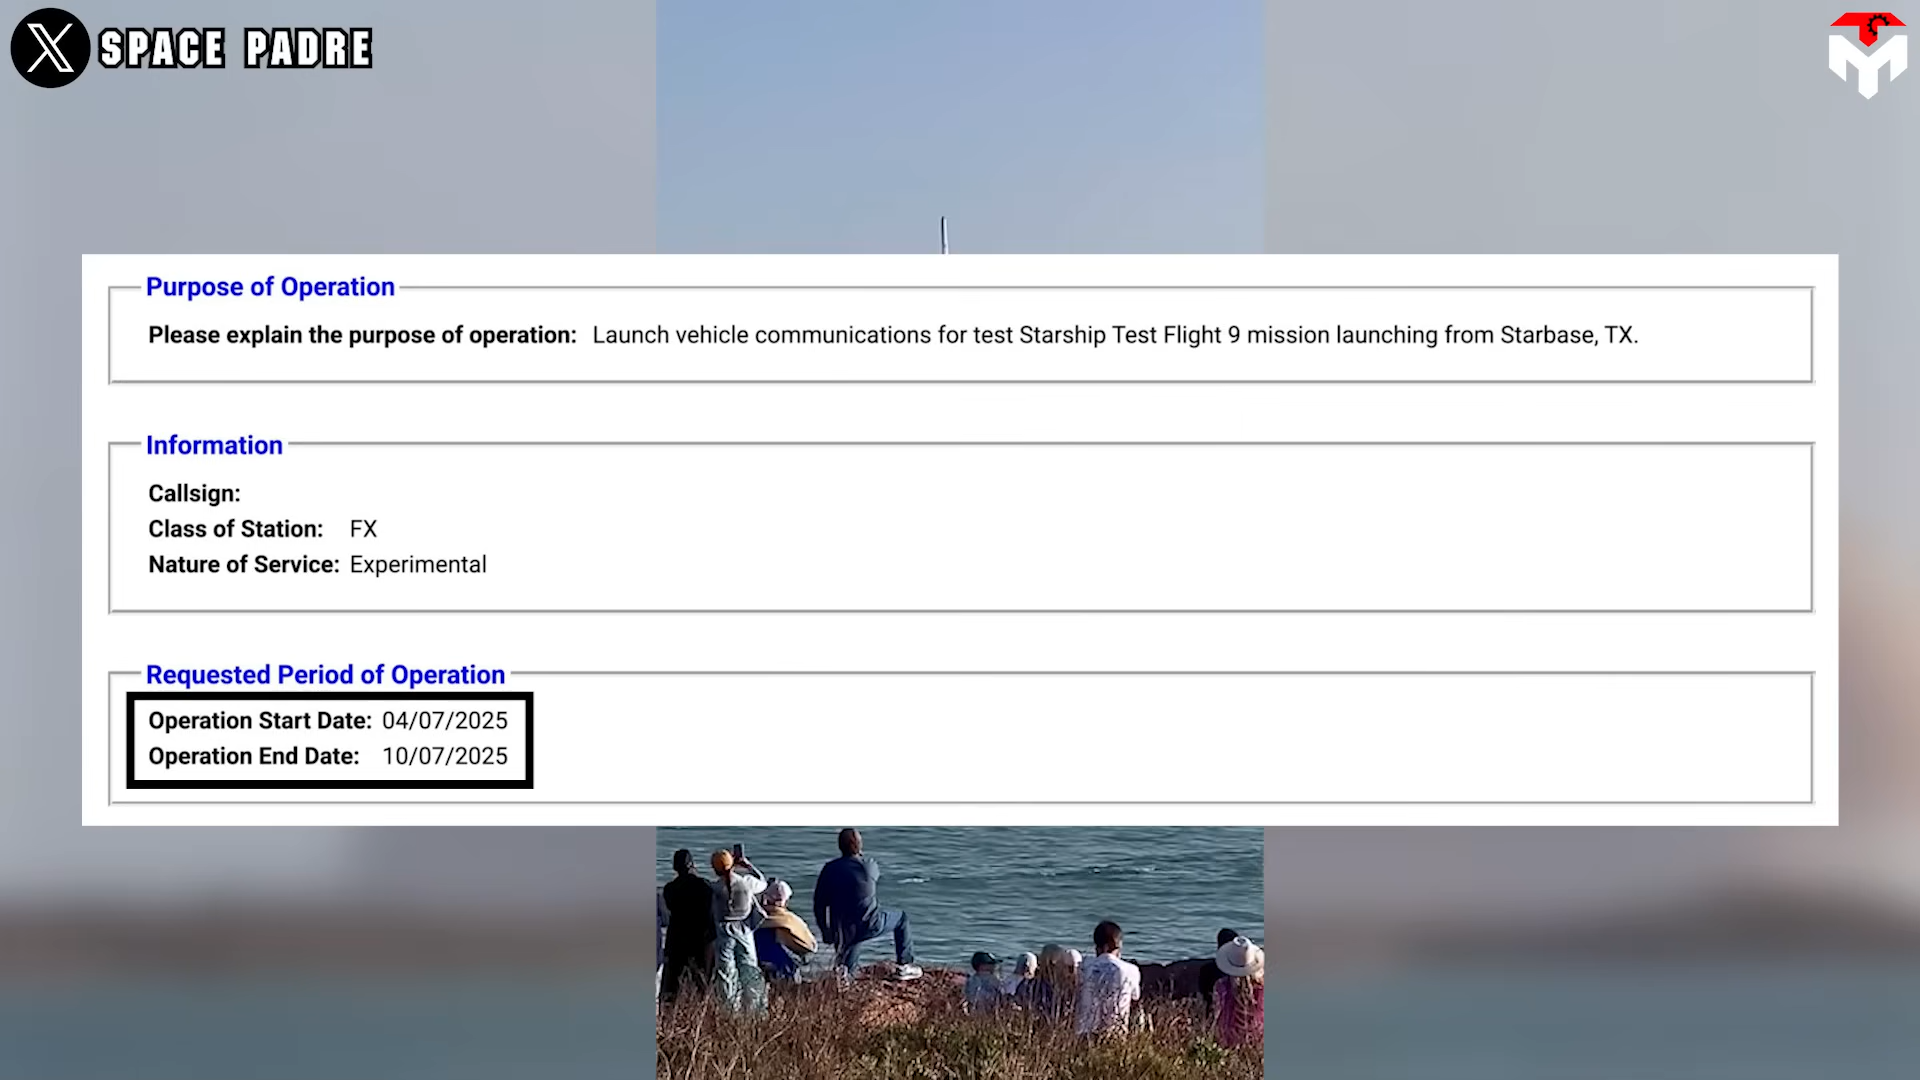 SPACE PADRE
Purpose of Operation
Please explain the purpose of operation: Launch vehicle communications for test Starship Test Flight 9 mission launching from Starbase, TX.
Information
Callsign:
Class of Station: FX
Nature of Service: Experimental
Requested Period of Operation
Operation Start Date: 04/07/2025
Operation End Date: 10/07/2025